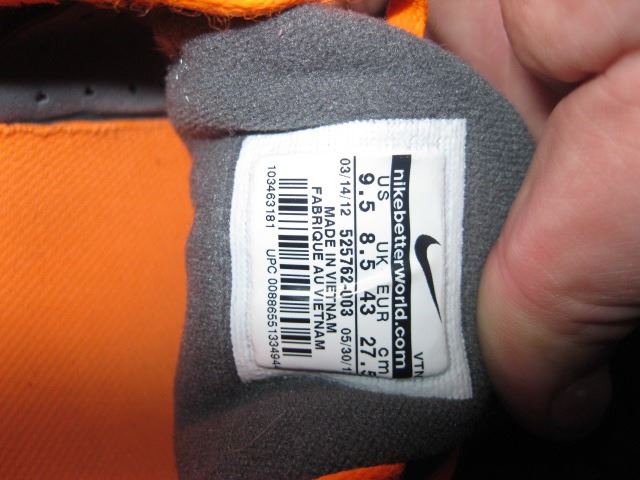 VTN
nikebetterworld.com
US UK EUR cm
9.5 8.5 43 27.5
03/14/12 525762-003 05/30/1
MADE IN VIETNAM
FABRIQUE AU VIETNAM
103463181 UPC 00886551334944